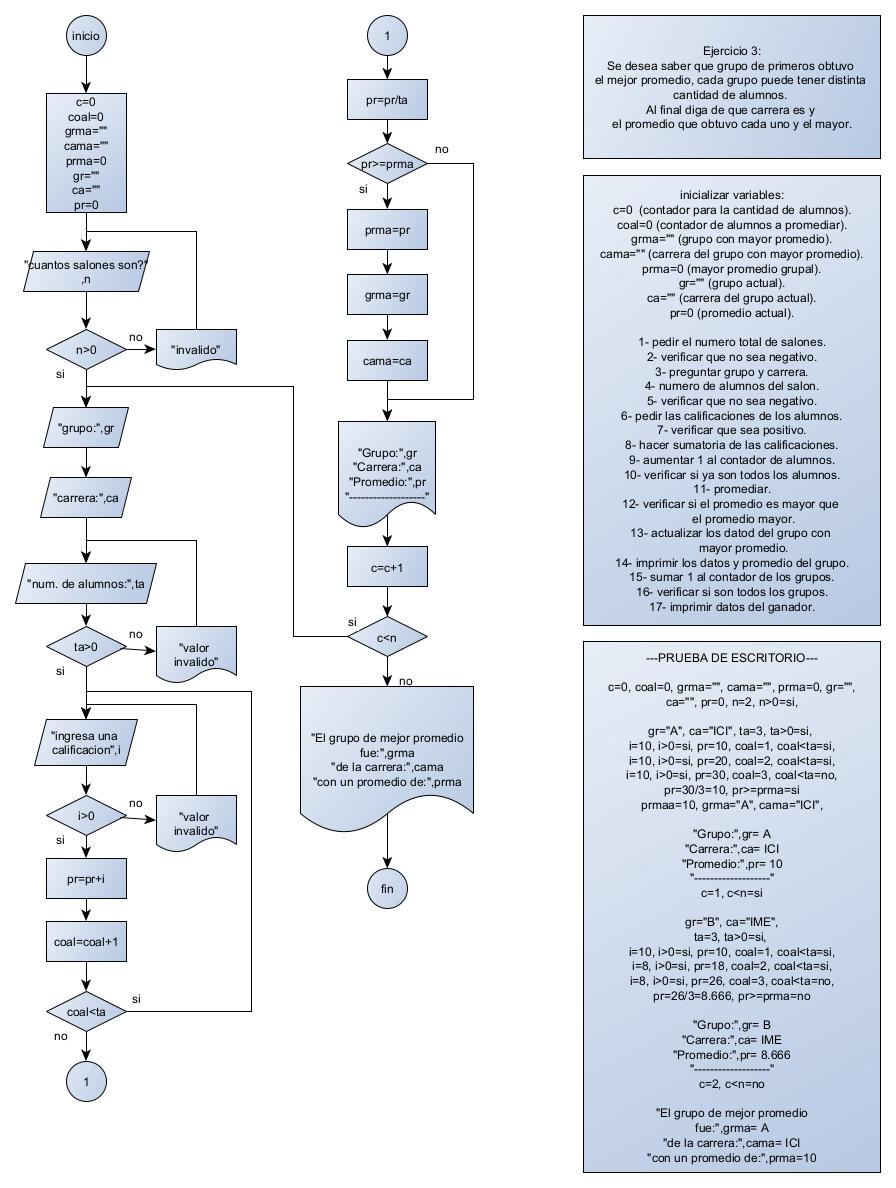 inicio
c=0
coal=0
grma=""
cama=""
prma=0
gr=""
ca=""
pr=0
"cuantos salones son?"
,n
n>0
no
"invalido"
si
"grupo:",gr
"carrera:",ca
"num. de alumnos:",ta
ta>0
no
"valor
invalido"
si
"ingresa una
calificacion",i
i>0
no
"valor
invalido"
si
pr=pr+i
coal=coal+1
coal<ta
si
no
1
1
pr=pr/ta
pr>=prma
no
si
prma=pr
grma=gr
cama=ca
"Grupo:",gr
"Carrera:",ca
"Promedio:",pr
"-------------------"
c=c+1
si
c<n
no
"El grupo de mejor promedio
fue:",grma
"de la carrera:",cama
"con un promedio de:",prma
fin
Ejercicio 3:
Se desea saber que grupo de primeros obtuvo
el mejor promedio, cada grupo puede tener distinta
cantidad de alumnos.
Al final diga de que carrera es y
el promedio que obtuvo cada uno y el mayor.
inicializar variables:
c=0 (contador para la cantidad de alumnos).
coal=0 (contador de alumnos a promediar).
grma="" (grupo con mayor promedio).
cama="" (carrera del grupo con mayor promedio).
prma=0 (mayor promedio grupal).
gr="" (grupo actual).
ca="" (carrera del grupo actual).
pr=0 (promedio actual).
1- pedir el numero total de salones.
2- verificar que no sea negativo.
3- preguntar grupo y carrera.
4- numero de alumnos del salon.
5- verificar que no sea negativo.
6- pedir las calificaciones de los alumnos.
7- verificar que sea positivo.
8- hacer sumatoria de las calificaciones.
9- aumentar 1 al contador de alumnos.
10- verificar si ya son todos los alumnos.
11- promediar.
12- verificar si el promedio es mayor que
el promedio mayor.
13- actualizar los datod del grupo con
mayor promedio.
14- imprimir los datos y promedio del grupo.
15- sumar 1 al contador de los grupos.
16- verificar si son todos los grupos.
17- imprimir datos del ganador.
---PRUEBA DE ESCRITORIO---
c=0, coal=0, grma="", cama="", prma=0, gr="",
ca="", pr=0, n=2, n>0=si,
gr="A", ca="ICI", ta=3, ta>0=si,
i=10, i>0=si, pr=10, coal=1, coal<ta=si,
i=10, i>0=si, pr=20, coal=2, coal<ta=si,
i=10, i>0=si, pr=30, coal=3, coal<ta=no,
pr=30/3=10, pr>=prma=si
prmaa=10, grma="A", cama="ICI",
"Grupo:",gr= A
"Carrera:",ca= ICI
"Promedio:",pr= 10
"-------------------"
c=1, c<n=si
gr="B", ca="IME",
ta=3, ta>0=si,
i=10, i>0=si, pr=10, coal=1, coal<ta=si,
i=8, i>0=si, pr=18, coal=2, coal<ta=si,
i=8, i>0=si, pr=26, coal=3, coal<ta=no,
pr=26/3=8.666, pr>=prma=no
"Grupo:",gr= B
"Carrera:",ca= IME
"Promedio:",pr= 8.666
"-------------------"
c=2, c<n=no
"El grupo de mejor promedio
fue:",grma= A
"de la carrera:",cama= ICI
"con un promedio de:",prma=10